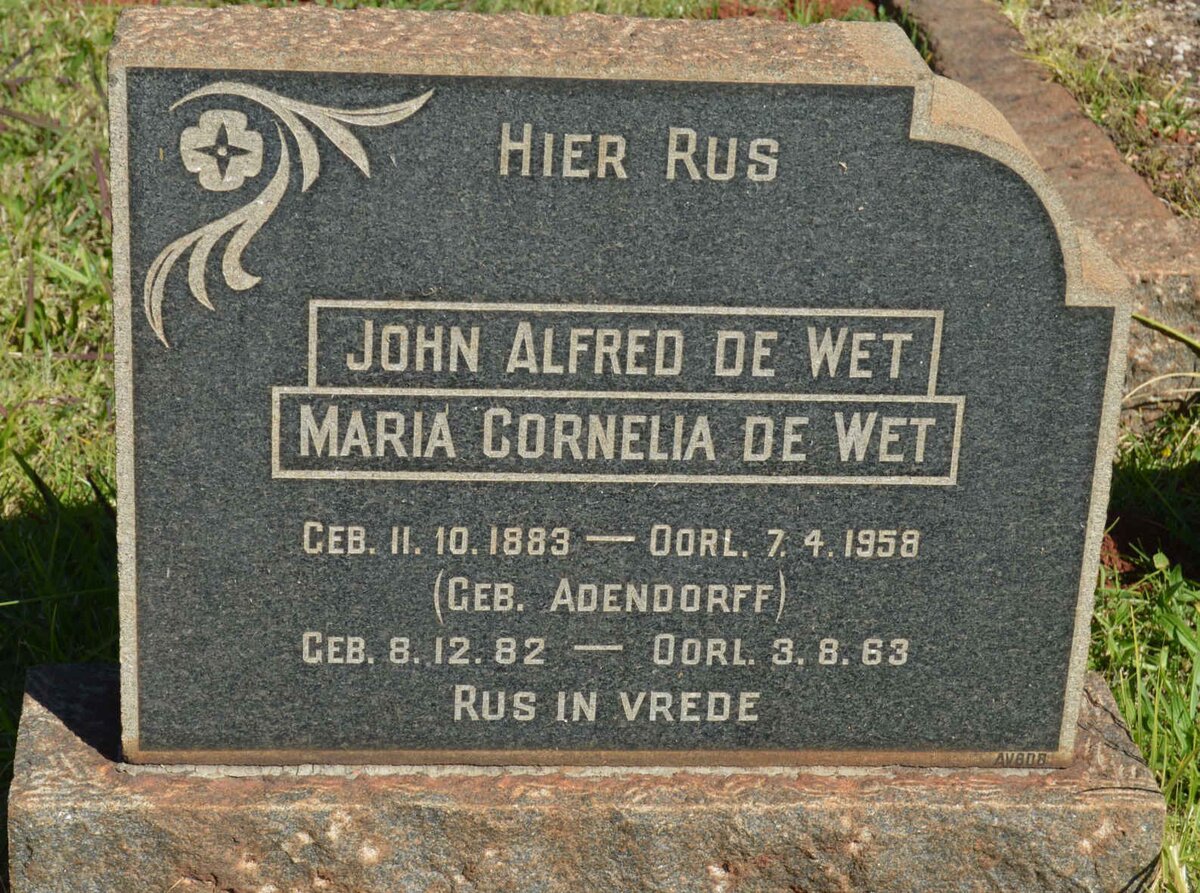 HIER RUS
JOHN ALFRED DE WET
MARIA CORNELIA DE WET
GEB. 11. 10. 1883 — OORL. 7. 4. 1958
(GEB. ADENDORFF)
GEB. 8. 12. 82 — OORL. 3. 8. 63
RUS IN VREDE
AVBOB